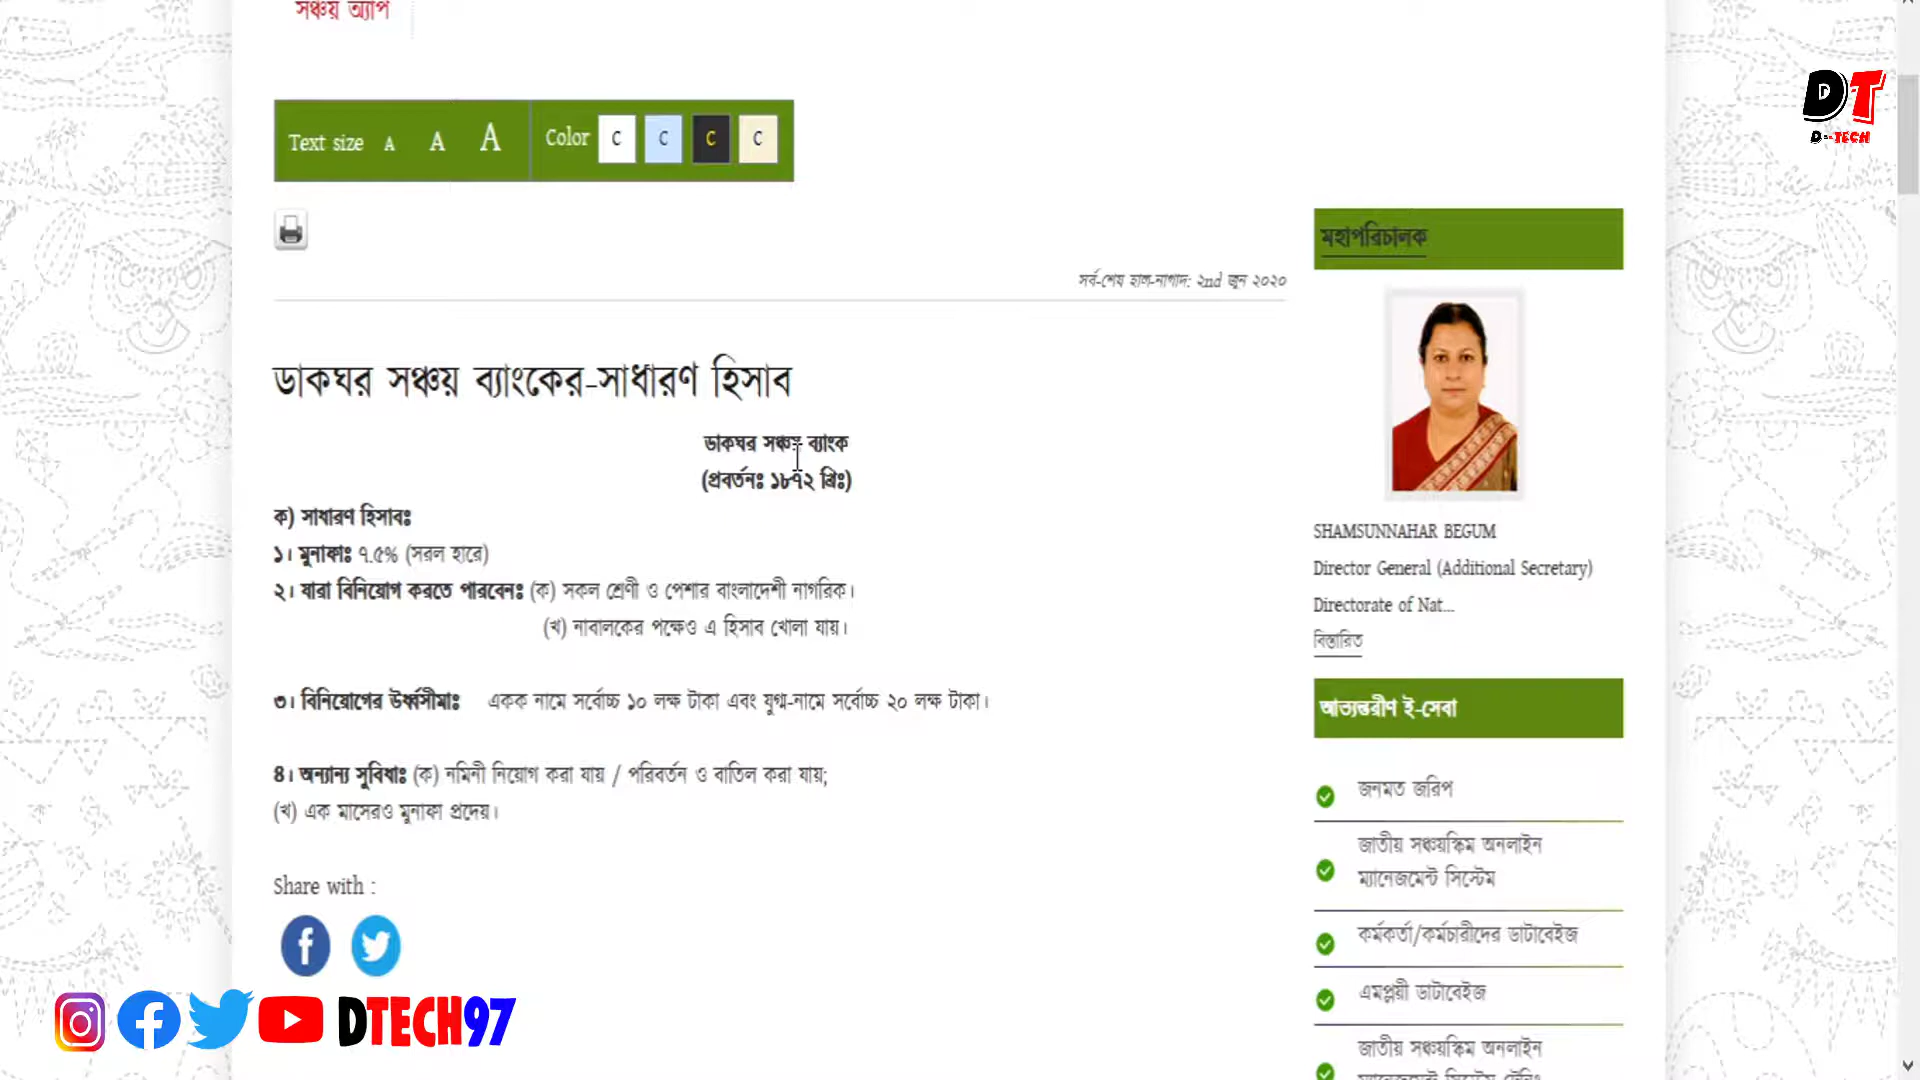 সঞ্চয় অ্যাপ
Text size A A A Color C C C C
সর্ব-শেষ হাল-নাগাদ: ২nd জুন ২০২০
ডাকঘর সঞ্চয় ব্যাংকের-সাধারণ হিসাব
ডাকঘর সঞ্চয় ব্যাংক
(প্রবর্তনঃ ১৮৭২ খ্রিঃ)
ক) সাধারণ হিসাবঃ
১। মুনাফাঃ ৭.৫% (সরল হারে)
২। যারা বিনিয়োগ করতে পারবেনঃ (ক) সকল শ্রেণী ও পেশার বাংলাদেশী নাগরিক।
(খ) নাবালকের পক্ষেও এ হিসাব খোলা যায়।
৩। বিনিয়োগের উর্ধ্বসীমাঃ একক নামে সর্বোচ্চ ১০ লক্ষ টাকা এবং যুগ্ম-নামে সর্বোচ্চ ২০ লক্ষ টাকা।
৪। অন্যান্য সুবিধাঃ (ক) নমিনী নিয়োগ করা যায় / পরিবর্তন ও বাতিল করা যায়;
(খ) এক মাসেরও মুনাফা প্রদেয়।
Share with :
মহাপরিচালক
SHAMSUNNAHAR BEGUM
Director General (Additional Secretary)
Directorate of Nat...
বিস্তারিত
আভ্যন্তরীণ ই-সেবা
জনমত জরিপ
জাতীয় সঞ্চয়স্কিম অনলাইন
ম্যানেজমেন্ট সিস্টেম
কর্মকর্তা/কর্মচারীদের ডাটাবেইজ
এমপ্লয়ী ডাটাবেইজ
জাতীয় সঞ্চয়স্কিম অনলাইন
DT
D-TECH
DTECH97